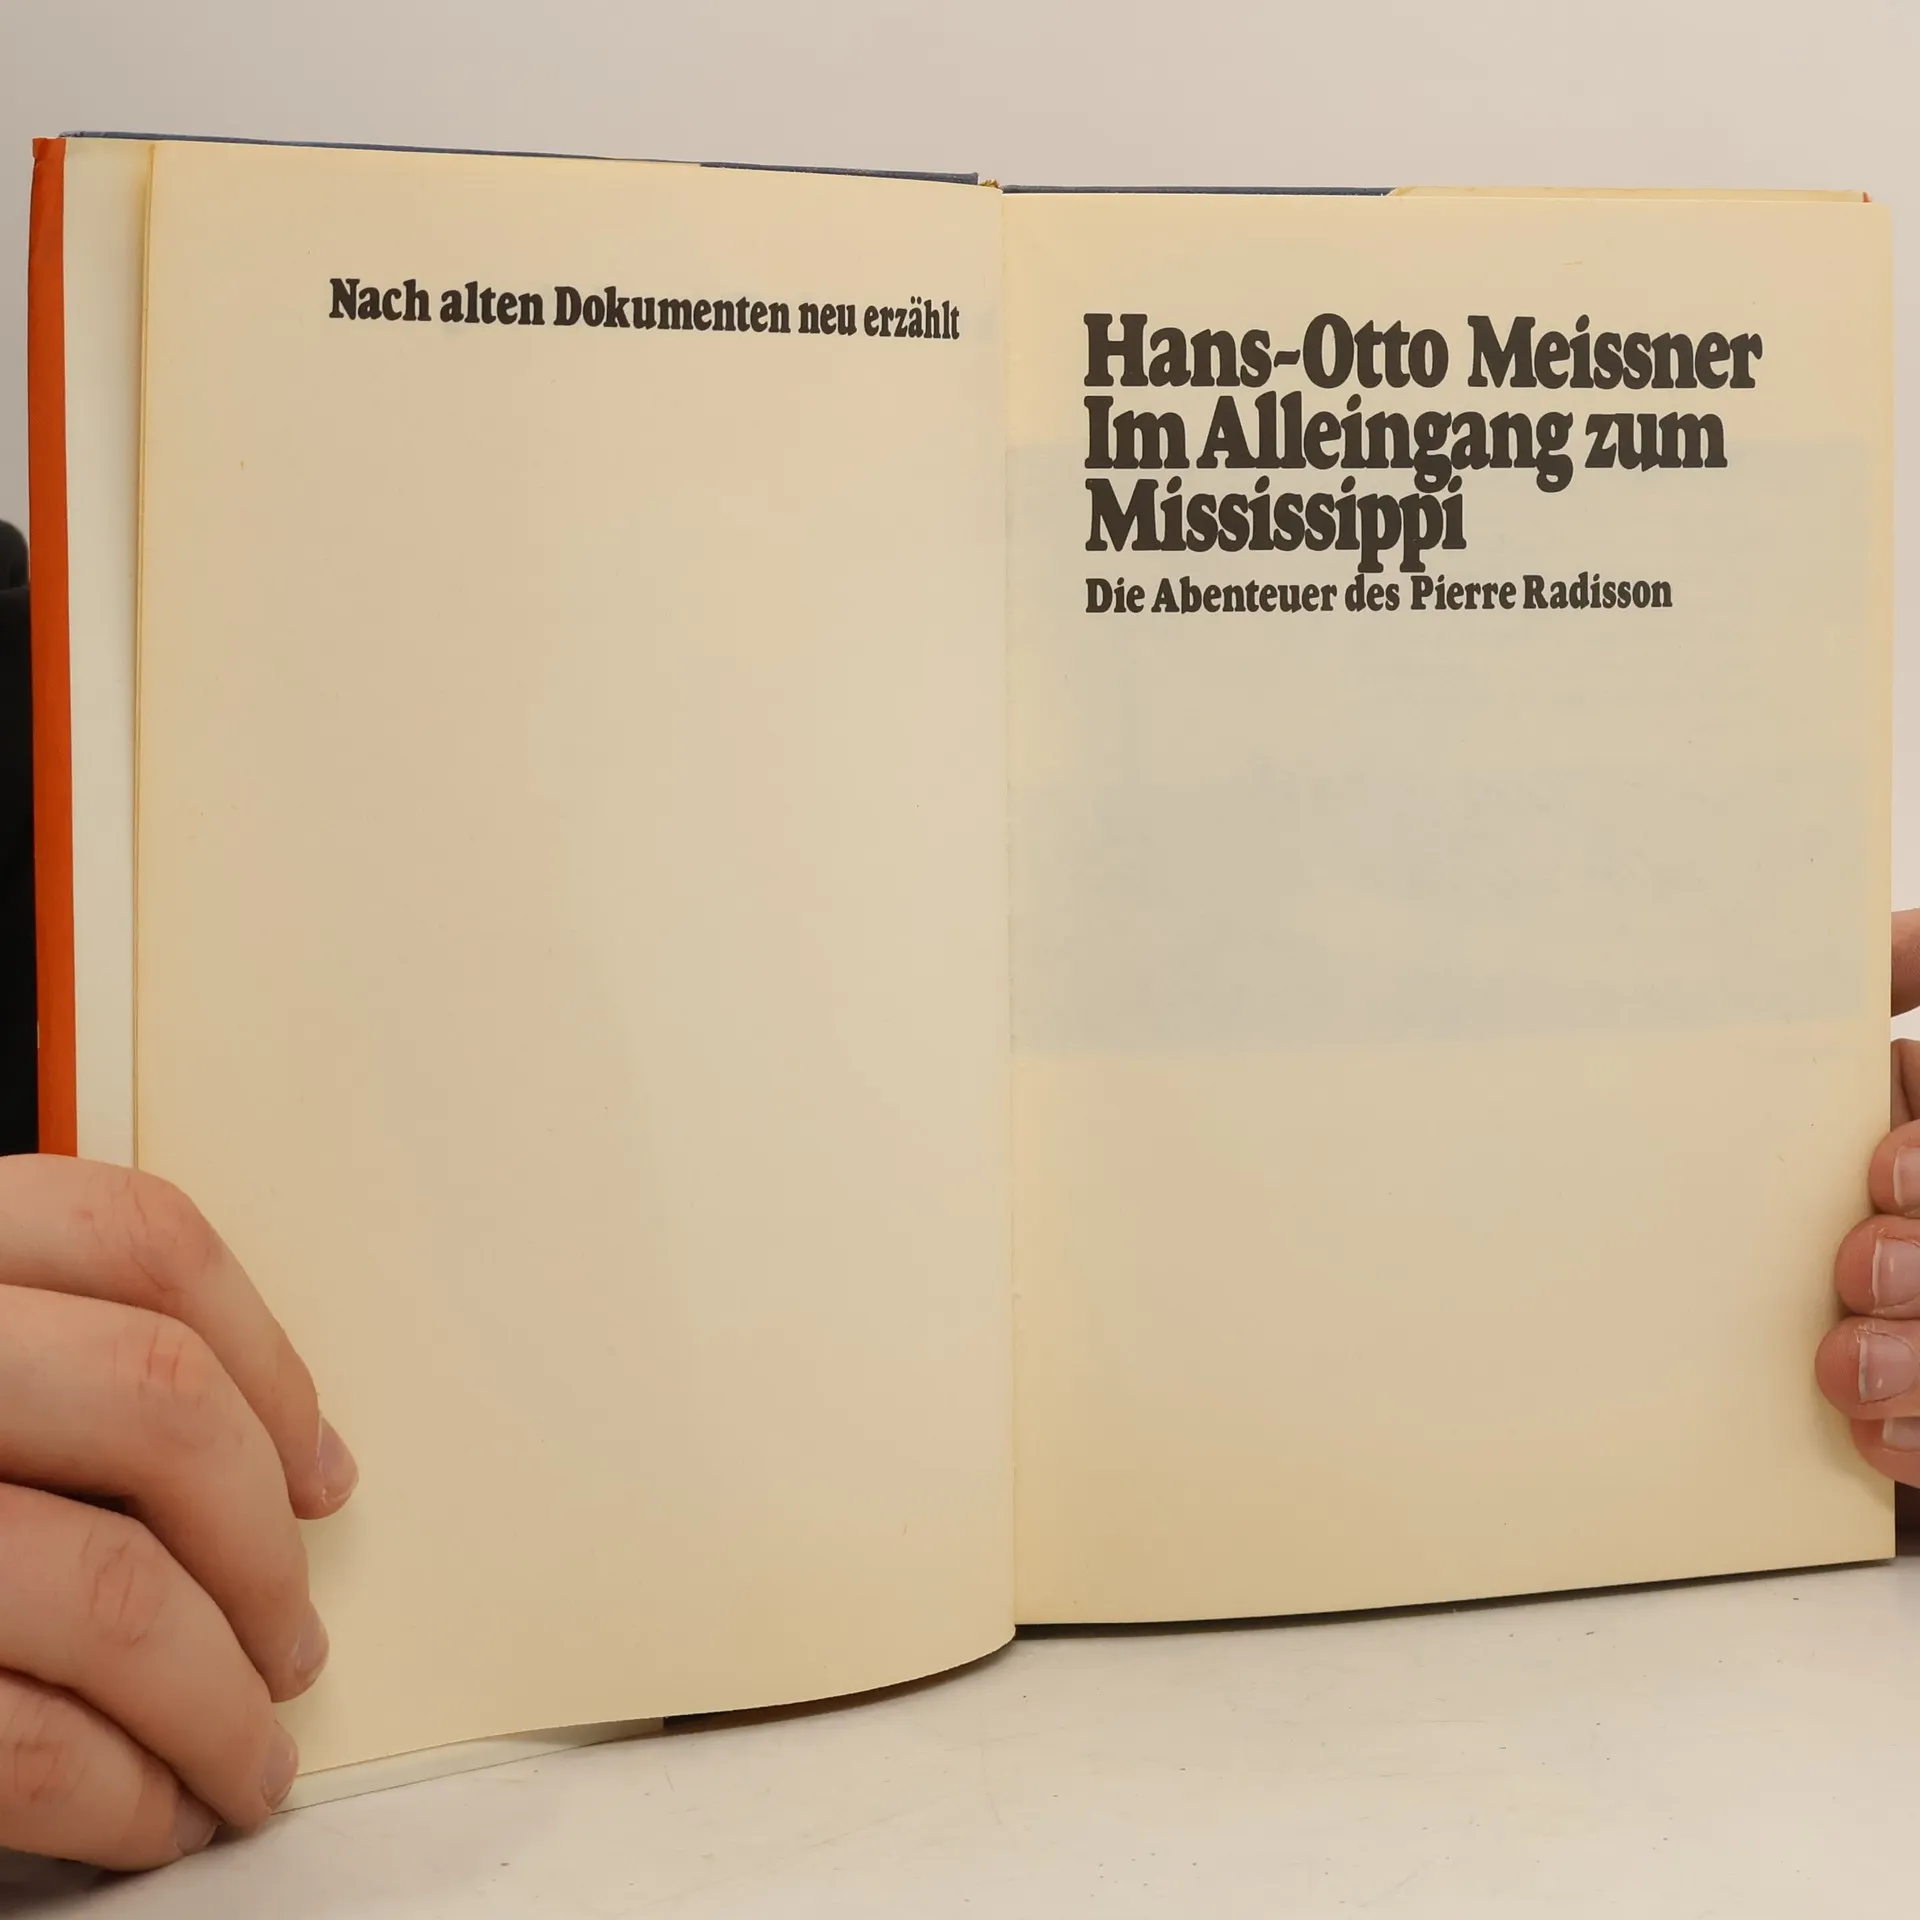 Nach alten Dokumenten neu erzählt
Hans-Otto Meissner
Im Alleingang zum
Mississippi
Die Abenteuer des Pierre Radisson